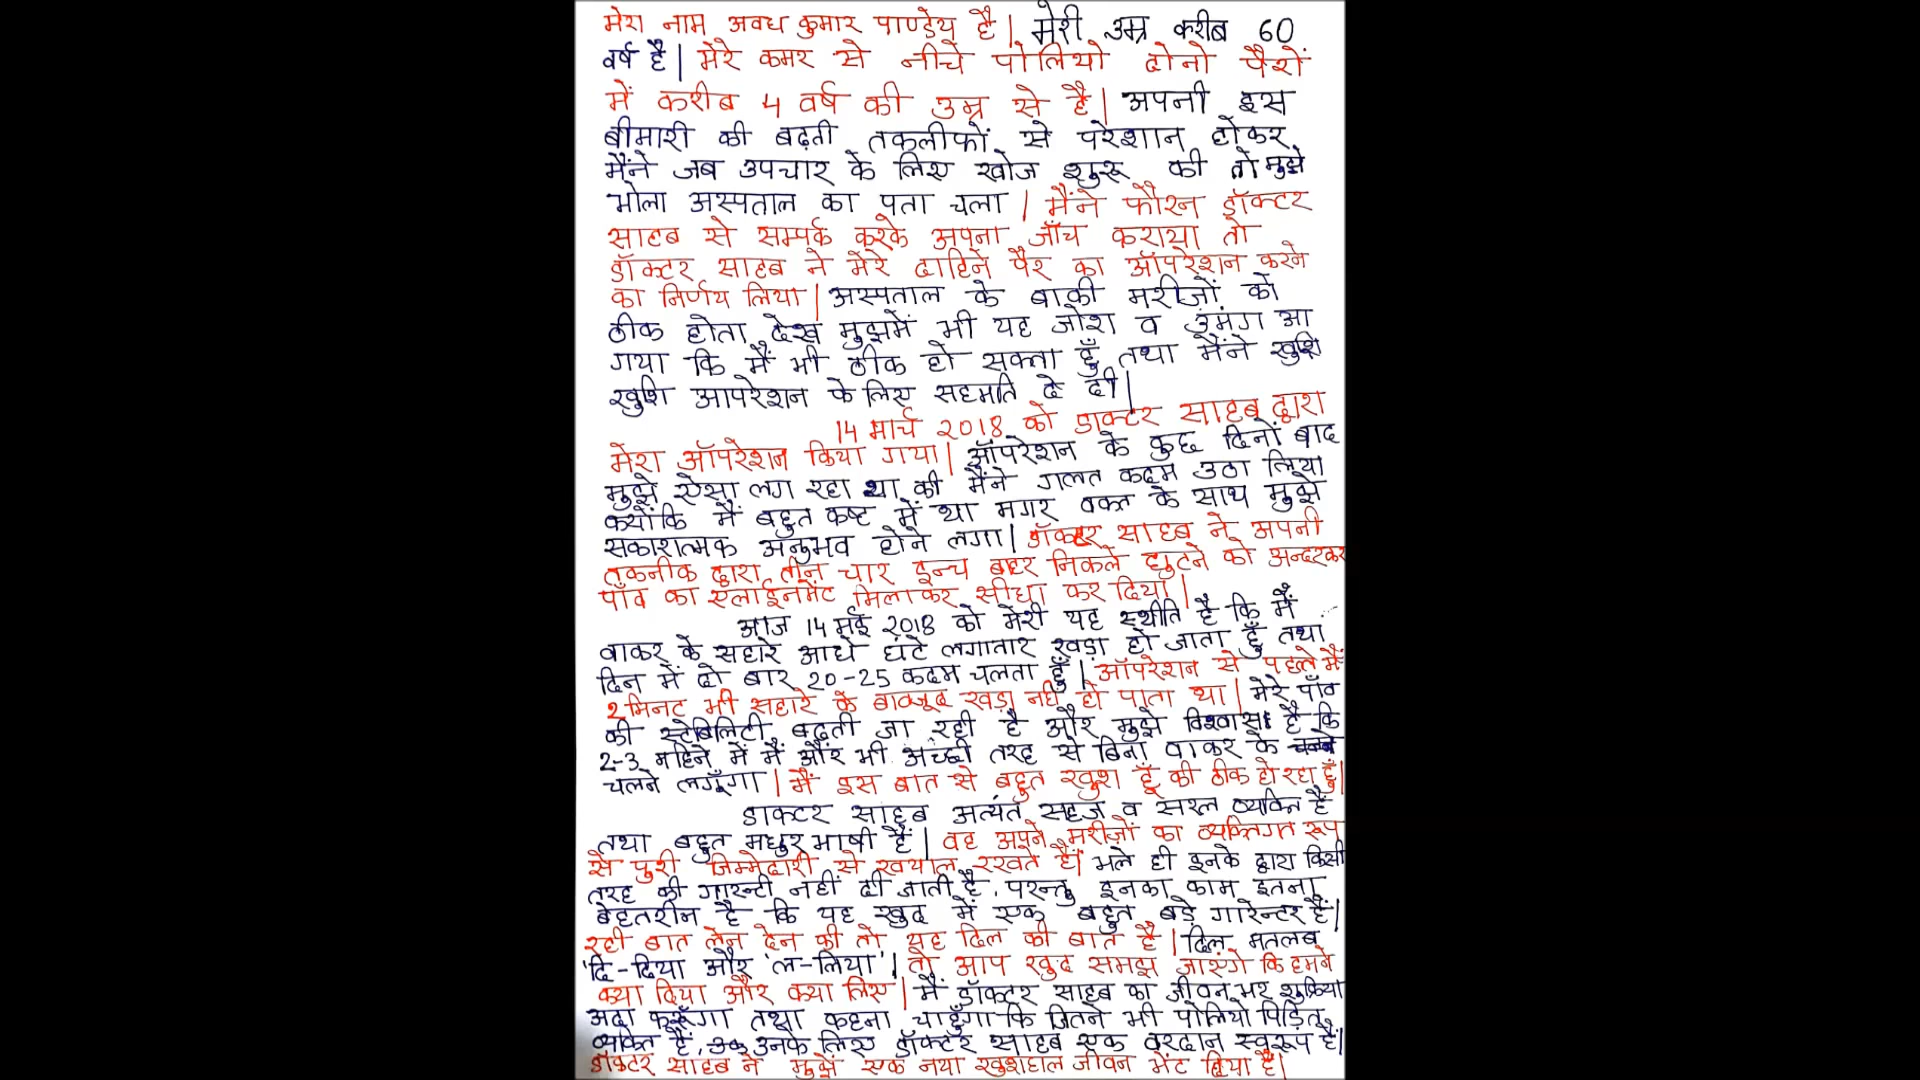 मेरा नाम अवध कुमार पाण्डेय है| मेरी उम्र करीब 60
वर्ष है| मेरे कमर से नीचे पोलियो दोनो पैरों
में करीब 4 वर्ष की उम्र से है| अपनी इस
बीमारी की बढ़ती तकलीफों से परेशान होकर
मैंने जब उपचार के लिए खोज शुरू की तो मुझे
भोला अस्पताल का पता चला | मैंने फौरन डॉक्टर
साहब से सम्पर्क करके अपना जाँच कराया तो
डॉक्टर साहब ने मेरे दाहिने पैर का ऑपरेशन करने
का निर्णय लिया| अस्पताल के बाकी मरीजों को
ठीक होता देख मुझमें भी यह जोश व उमंग आ
गया कि मैं भी ठीक हो सकता हूँ तथा मैंने खुशि
खुशि आपरेशन के लिए सहमति दे दी|
14 मार्च 2018 को डाक्टर साहब द्वारा
मेरा ऑपरेशन किया गया| ऑपरेशन के कुछ दिनों बाद
मुझे ऐसा लग रहा था की मैंने गलत कदम उठा लिया
क्योंकि मैं बहुत कष्ट में था मगर वक्त के साथ मुझे
सकारात्मक अनुभव होने लगा| डॉक्टर साहब ने अपनी
तकनीक द्वारा तीन चार इन्च बाहर निकले घुटने को अन्दरकर
पाँव का एलाईनमेंट मिलाकर सीधा कर दिया|
आज 14 मई 2018 को मेरी यह स्थीति है कि मैं
वाकर के सहारे आधे घंटे लगातार खड़ा हो जाता हूँ तथा
दिन में दो बार 20-25 कदम चलता हूँ| ऑपरेशन से पहले मैं
2 मिनट भी सहारे के बावजूद खड़ा नहीं हो पाता था| मेरे पाँव
की स्टेबिलिटी बढ़ती जा रही है और मुझे विश्वास है कि
2-3 महिने में मैं और भी अच्छी तरह से बिना वाकर के
चलने लगूँगा| मैं इस बात से बहुत खुश हूँ की ठीक हो रहा हूँ|
डाक्टर साहब अत्यंत सहज व सरल व्यक्ति हैं
तथा बहुत मधुर भाषी हैं| वह अपने मरीजों का व्यक्तिगत रूप
से पुरी जिम्मेदारी से खयाल रखते हैं| भले ही इनके द्वारा किसी
तरह की गारन्टी नहीं दी जाती है, परन्तु इनका काम इतना
बेहतरीन है कि यह खुद में एक बहुत बड़े गारेन्टर हैं|
रही बात लेन देन की तो यह दिल की बात है| दिल मतलब
'दि-दिया और 'ल-लिया'| तो आप खुद समझ जाएंगे कि हमने
क्या दिया और क्या लिए| मैं डॉक्टर साहब का जीवन भर शुक्रिया
अदा करूँगा तथा कहना चाहूँगा कि जितने भी पोलियो पिड़ित
व्यक्ति हैं, उनके लिए डॉक्टर साहब एक वरदान स्वरूप हैं|
डॉक्टर साहब ने मुझे एक नया खुशहाल जीवन भेंट दिया है|